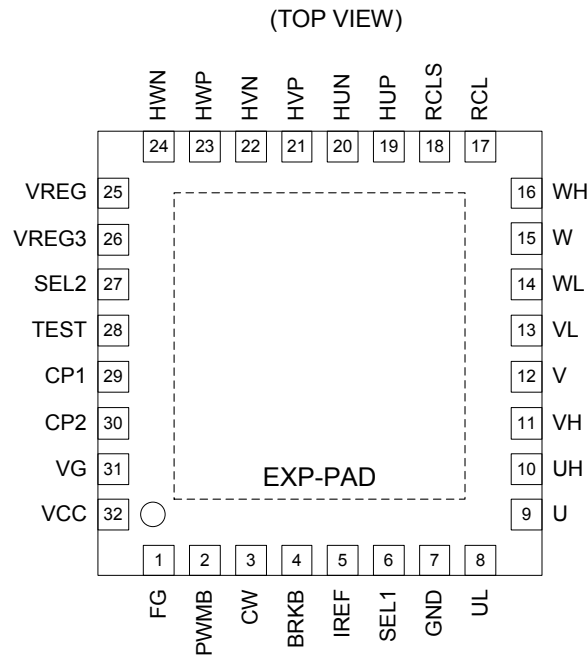 (TOP VIEW)
HWN HWP HVN HVP HUN HUP RCLS RCL
24 23 22 21 20 19 18 17
VREG 25 16 WH
VREG3 26 15 W
SEL2 27 14 WL
TEST 28 13 VL
CP1 29 12 V
CP2 30 11 VH
VG 31 EXP-PAD 10 UH
VCC 32 9 U
1 2 3 4 5 6 7 8
FG PWMB CW BRKB IREF SEL1 GND UL